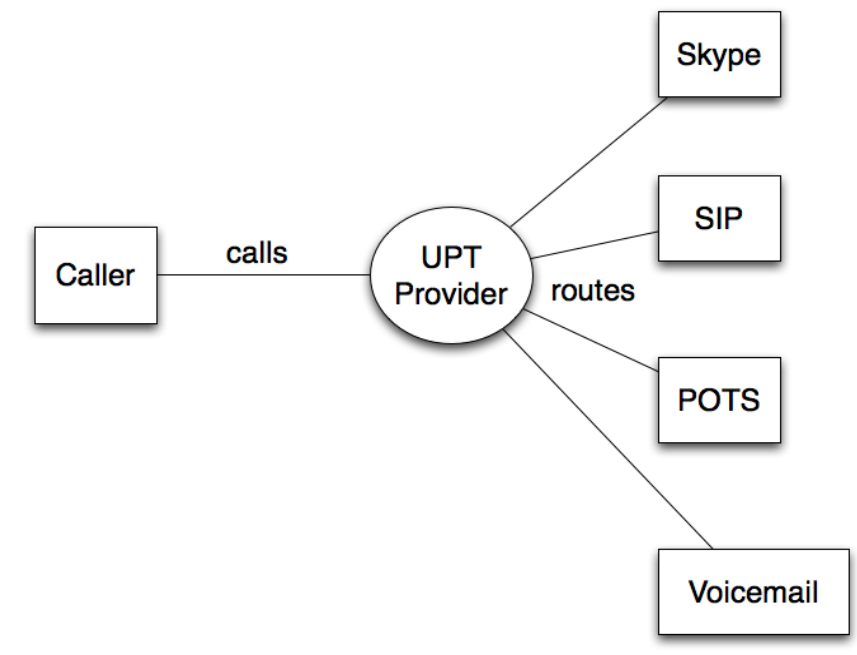 Skype
SIP
calls
Caller
UPT
Provider
routes
POTS
Voicemail